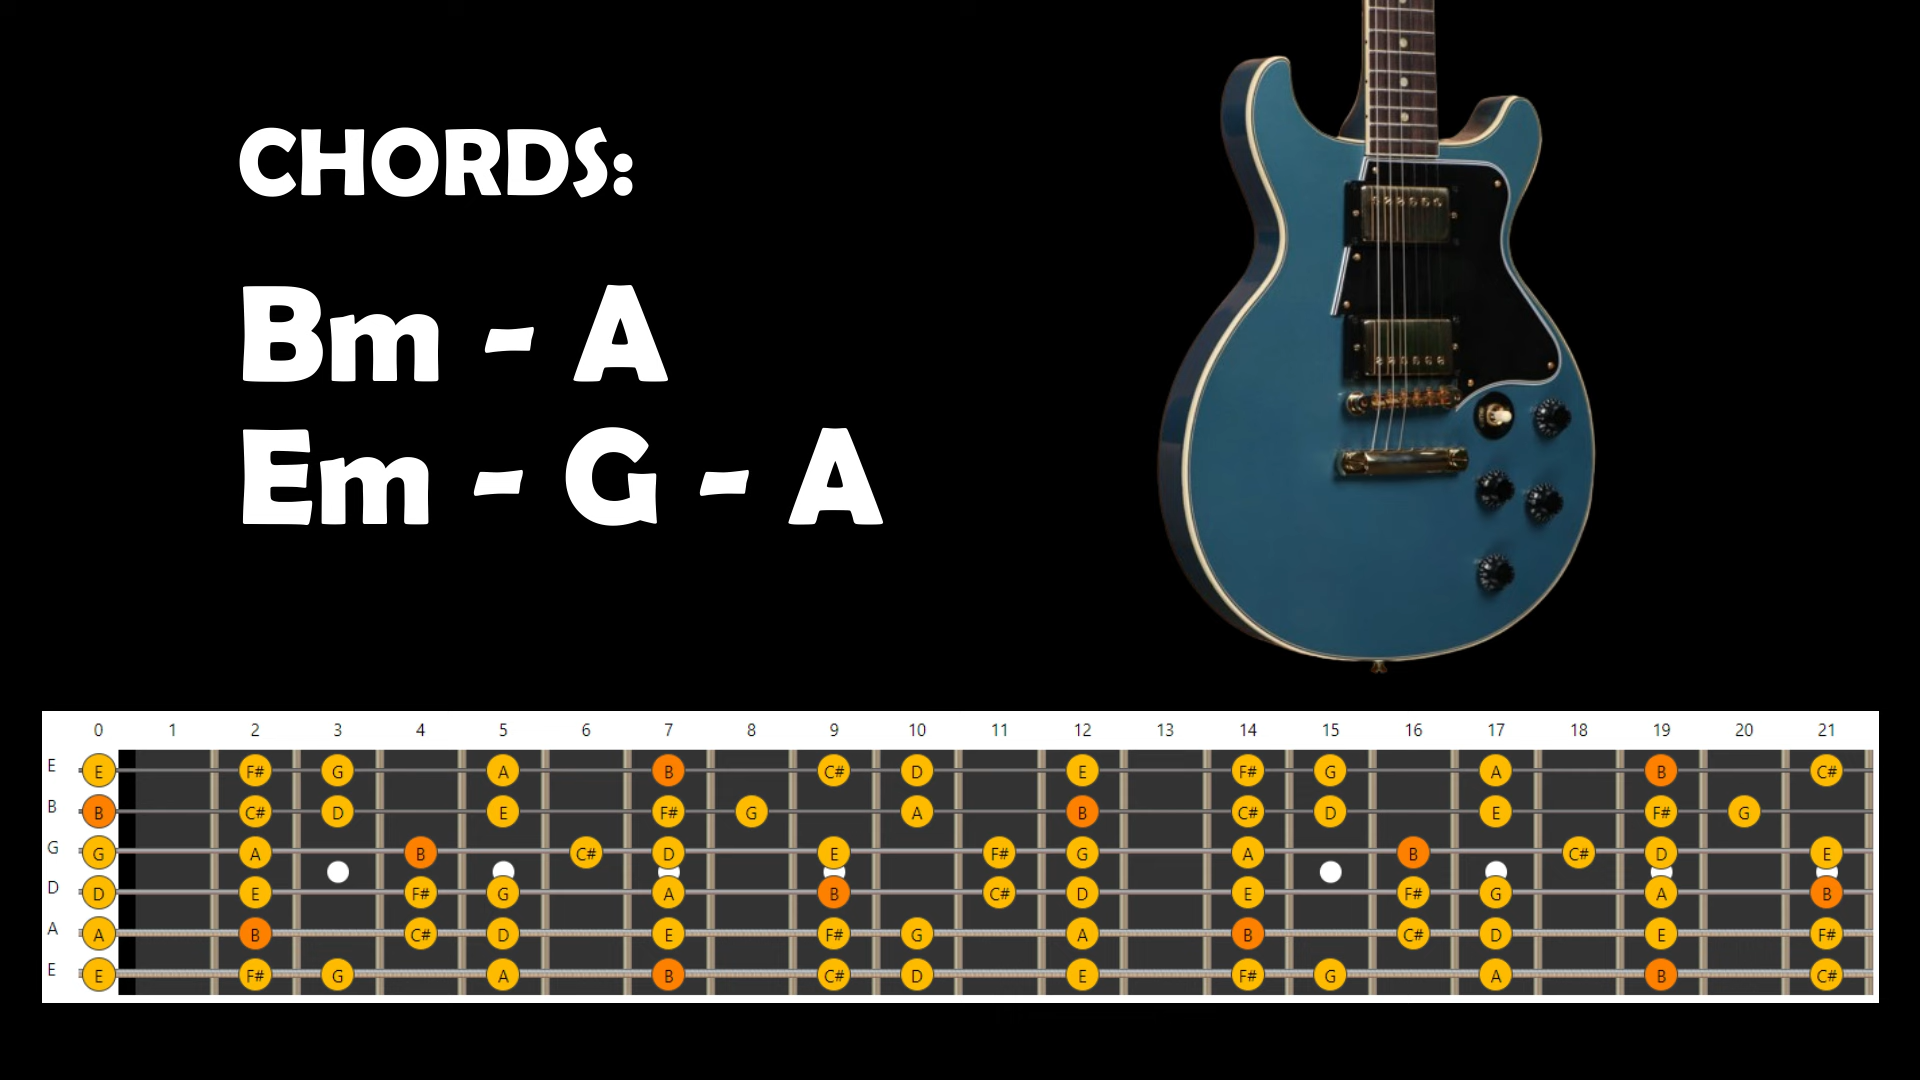 CHORDS:
Bm - A
Em - G - A
0 1 2 3 4 5 6 7 8 9 10 11 12 13 14 15 16 17 18 19 20 21
E E F# G A B C# D E F# G A B C#
B B C# D E F# G A B C# D E F# G
G G A B C# D E F# G A B C# D E
D D E F# G A B C# D E F# G A B
A A B C# D E F# G A B C# D E F#
E E F# G A B C# D E F# G A B C#